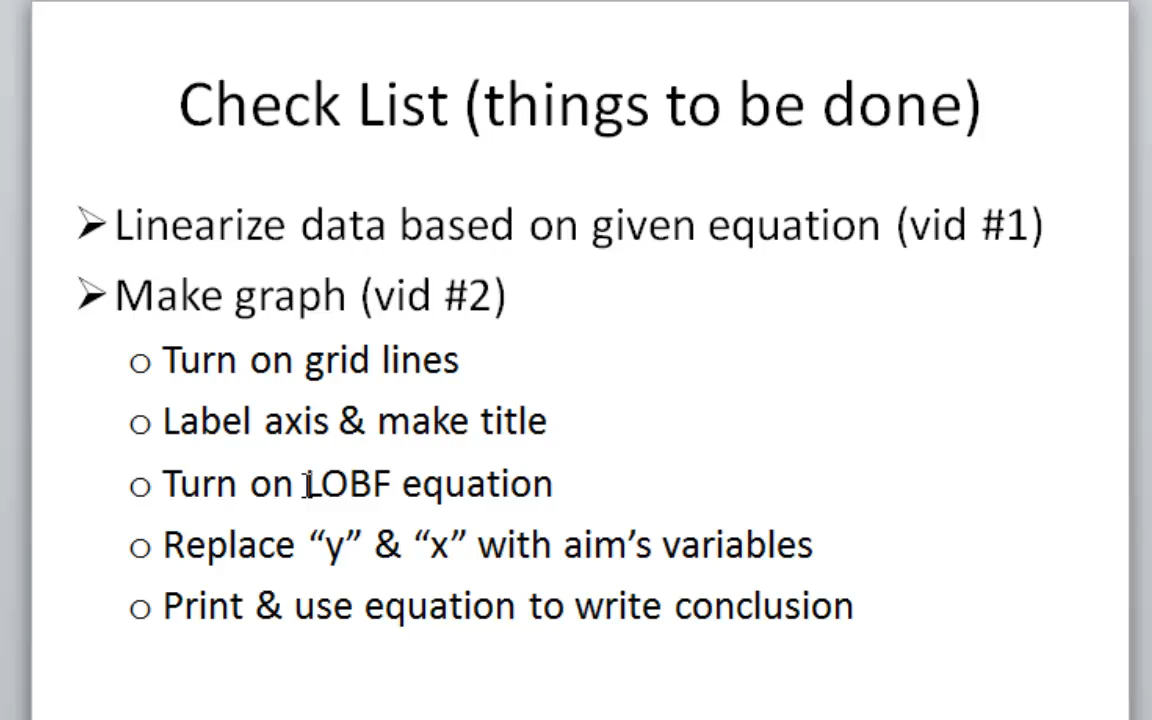 Check List (things to be done)
Linearize data based on given equation (vid #1)
Make graph (vid #2)
Turn on grid lines
Label axis & make title
Turn on LOBF equation
Replace “y” & “x” with aim’s variables
Print & use equation to write conclusion